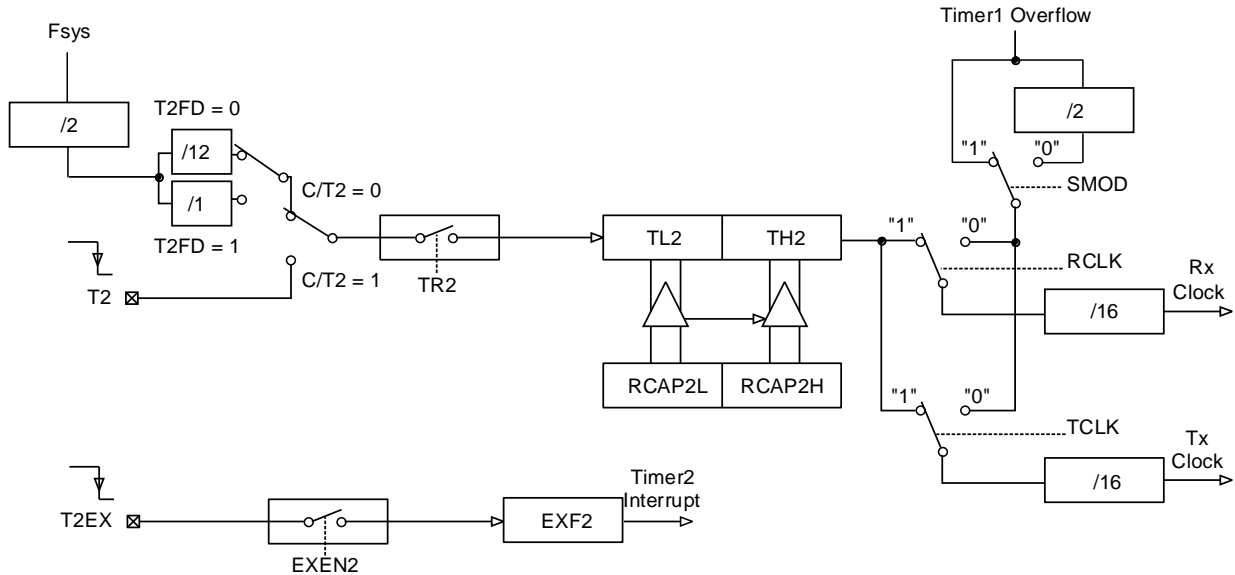 Timer1 Overflow
Fsys
/2
T2FD = 0
/2
/12
"1"
"0"
C/T2 = 0
SMOD
/1
T2FD = 1
TL2
TH2
"1"
"0"
C/T2 = 1
TR2
RCLK
Rx
Clock
T2
/16
RCAP2L
RCAP2H
"1"
"0"
TCLK
Tx
Clock
/16
Timer2
Interrupt
T2EX
EXF2
EXEN2